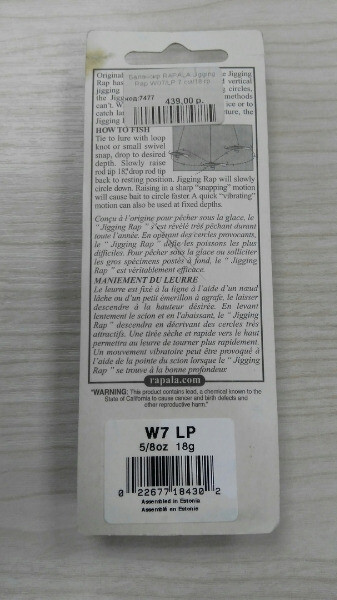 Балансир RAPALA Jigging
Rap W07/LP 7 см/18 гр.
код:7477
439,00 р.
Original
Rap has
jigging
the Jigg
can't. W
catch lar
Jigging
e Jigging
vertical
circles,
methods
ce or to
ture, the
HOW TO FISH
Tie to lure with loop
knot or small swivel
snap, drop to desired
depth. Slowly raise
rod tip 18", drop rod tip
back to resting position. Jigging Rap will slowly
circle down. Raising in a sharp "snapping" motion
will cause bait to circle faster. A quick "vibrating"
motion can also be used at fixed depths.
Conçu à l'origine pour pêcher sous la glace, le
" Jigging Rap " s'est révélé très pêchant durant
toute l'année. En opérant des cercles provocants,
le " Jigging Rap " défie les poissons les plus
difficiles. Pour pêcher sous la glace ou solliciter
les gros spécimens postés à fond, le " Jigging
Rap " est véritablement efficace.
MANIEMENT DU LEURRE
Le leurre est fixé à la ligne à l'aide d'un nœud
lâche ou d'un petit émerillon à agrafe, le laisser
descendre à la hauteur désirée. En levant
lentement le scion et en l'abaissant, le " Jigging
Rap " descendra en décrivant des cercles très
attractifs. Une tirée sèche et rapide vers le haut
permettra au leurre de tourner plus rapidement.
Un mouvement vibratoire peut être provoqué à
l'aide de la pointe du scion lorsque le " Jigging
Rap " se trouve à la bonne profondeur
rapala.com
"WARNING: This product contains lead, a chemical known to the
State of California to cause cancer and birth defects and
other reproductive harm."
W7 LP
5/8oz 18g
0 22677 18430 2
Assembled in Estonia
Assemblé en Estonie